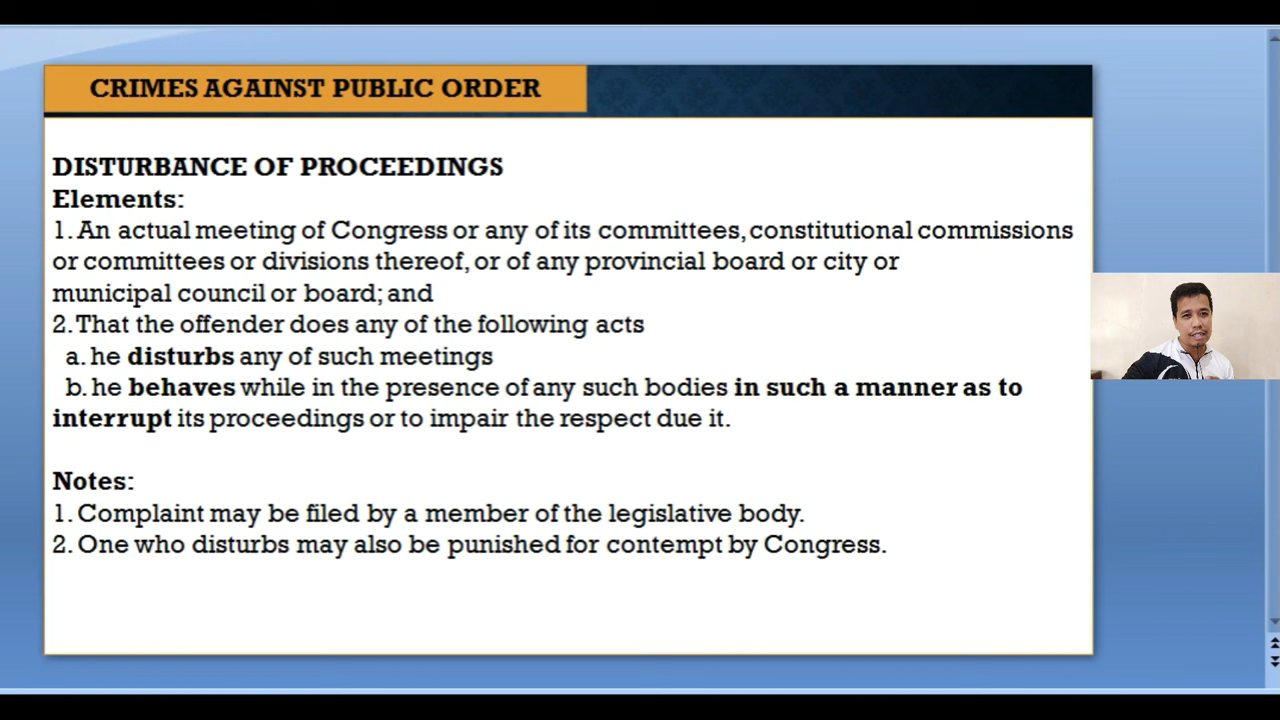 CRIMES AGAINST PUBLIC ORDER
DISTURBANCE OF PROCEEDINGS
Elements:
1. An actual meeting of Congress or any of its committees, constitutional commissions
or committees or divisions thereof, or of any provincial board or city or
municipal council or board; and
2. That the offender does any of the following acts
a. he disturbs any of such meetings
b. he behaves while in the presence of any such bodies in such a manner as to
interrupt its proceedings or to impair the respect due it.
Notes:
1. Complaint may be filed by a member of the legislative body.
2. One who disturbs may also be punished for contempt by Congress.